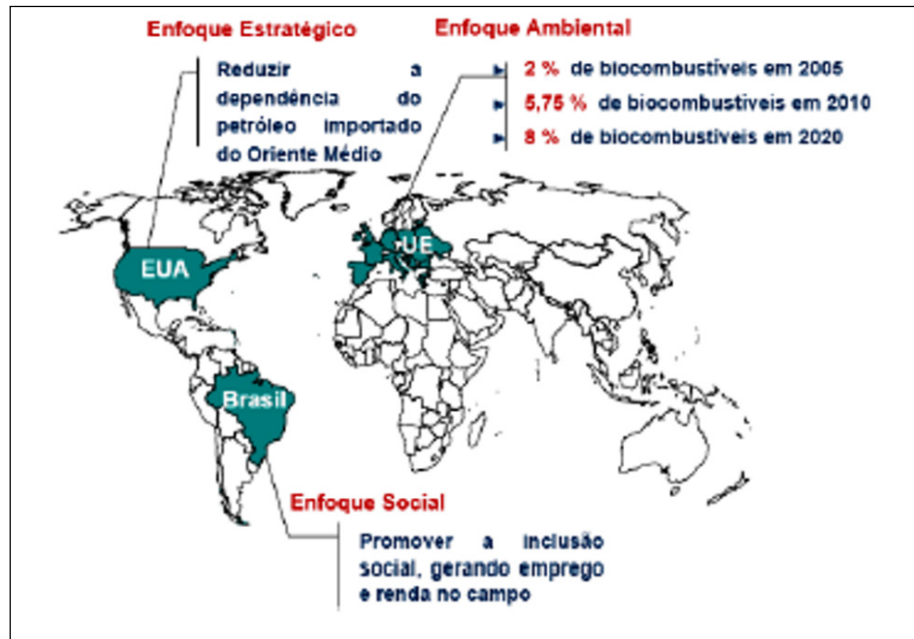 Enfoque Estratégico
Reduzir a
dependência do
petróleo importado
do Oriente Médio
Enfoque Ambiental
2 % de biocombustíveis em 2005
5,75 % de biocombustíveis em 2010
8 % de biocombustíveis em 2020
EUA
UE
Brasil
Enfoque Social
Promover a inclusão
social, gerando emprego
e renda no campo